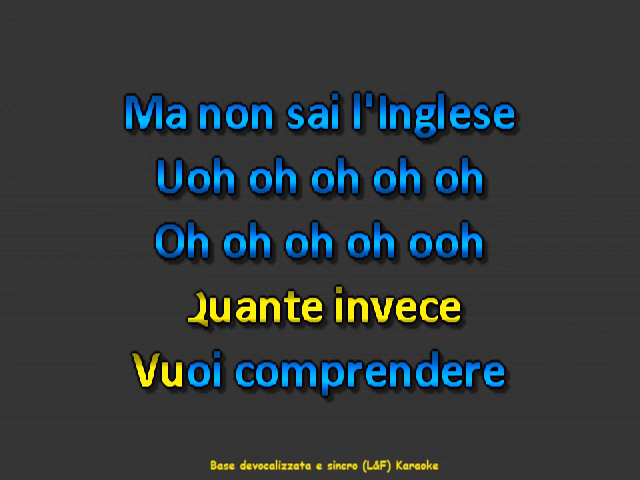 Ma non sai l'Inglese
Uoh oh oh oh oh
Oh oh oh oh ooh
Quante invece
Vuoi comprendere
Base devocalizzata e sincro (L&F) Karaoke